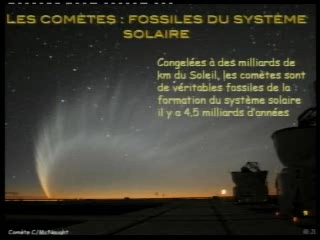 Les comètes : fossiles du système
solaire
Congelées à des milliards de
km du Soleil, les comètes sont
de véritables fossiles de la
formation du système solaire
il y a 4,5 milliards d'années
Comète C/McNaught